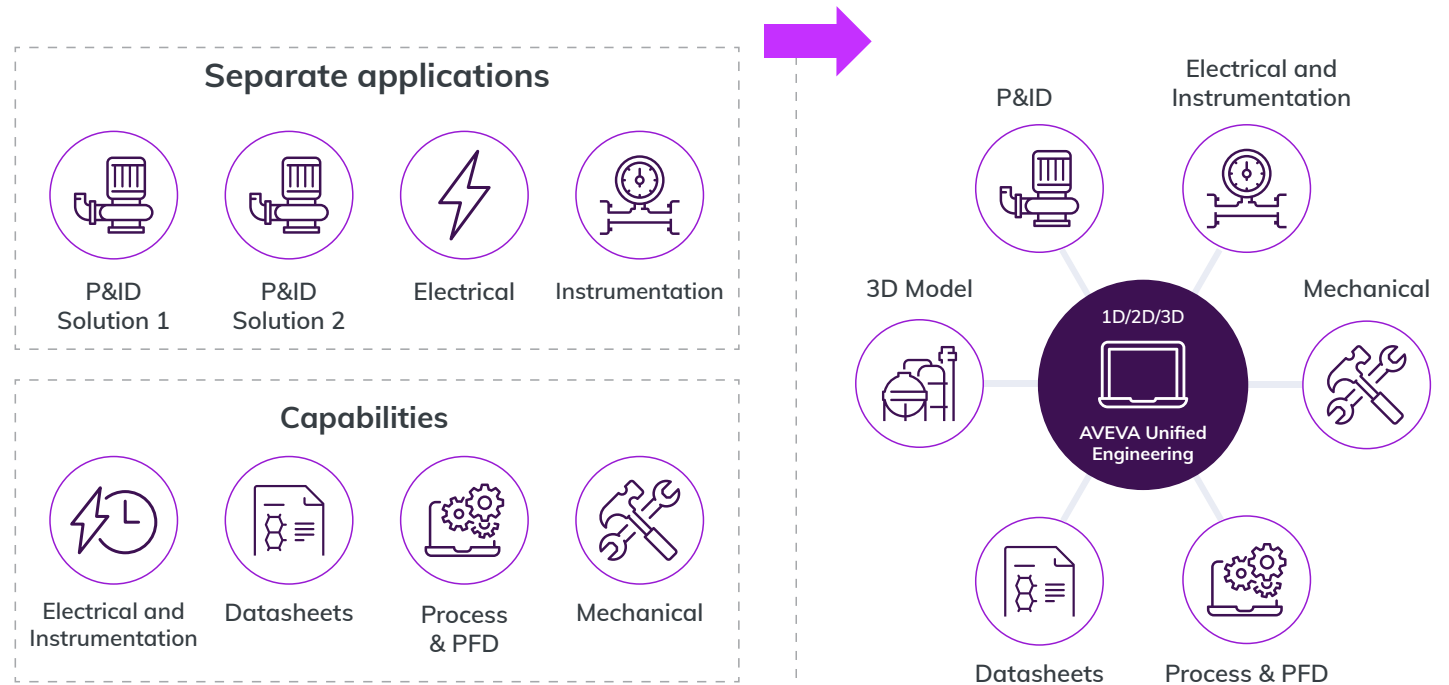 Separate applications
P&ID
Solution 1
P&ID
Solution 2
Electrical
Instrumentation
Capabilities
Electrical and
Instrumentation
Datasheets
Process
& PFD
Mechanical
P&ID
Electrical and
Instrumentation
3D Model
Mechanical
1D/2D/3D
AVEVA Unified
Engineering
Datasheets
Process & PFD